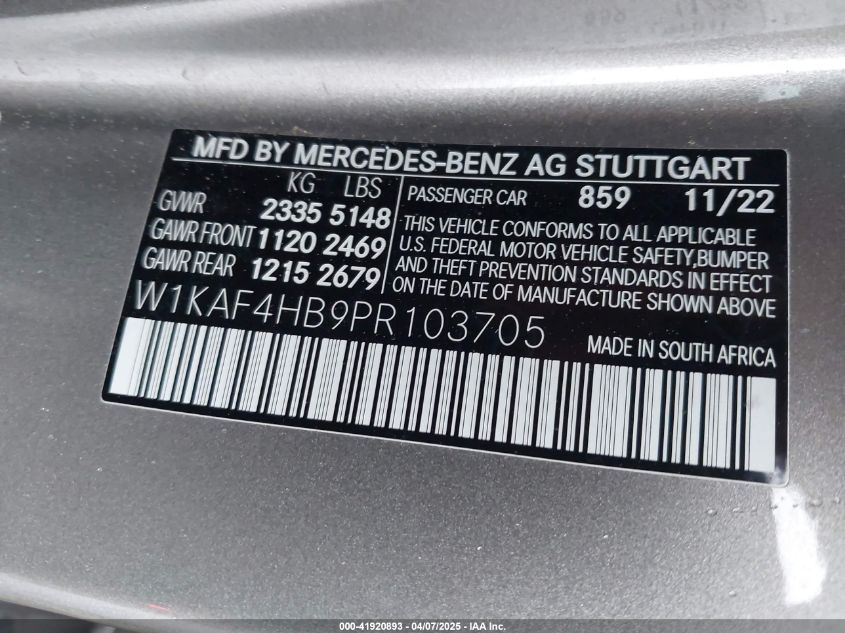 MFD BY MERCEDES-BENZ AG STUTTGART
KG LBS
GVWR 2335 5148
GAWR FRONT 1120 2469
GAWR REAR 1215 2679
PASSENGER CAR 859 11/22
THIS VEHICLE CONFORMS TO ALL APPLICABLE
U.S. FEDERAL MOTOR VEHICLE SAFETY,BUMPER
AND THEFT PREVENTION STANDARDS IN EFFECT
ON THE DATE OF MANUFACTURE SHOWN ABOVE
W1KAF4HB9PR103705
MADE IN SOUTH AFRICA
000-41920893 - 04/07/2025 - IAA Inc.